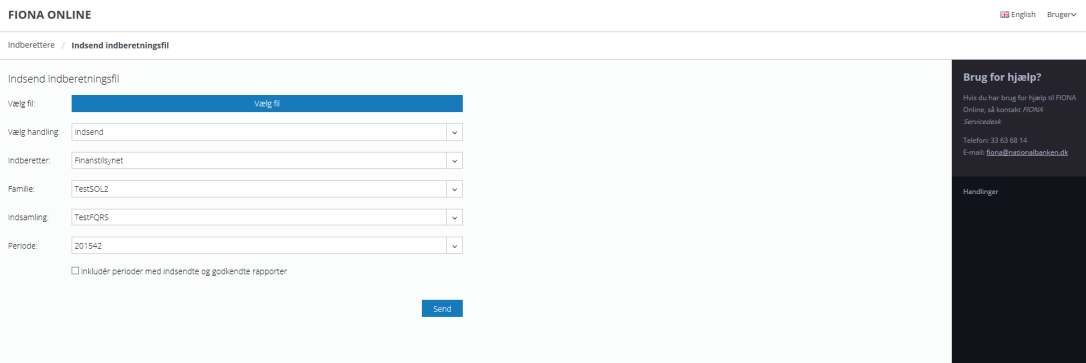 FIONA ONLINE
English
Bruger
Indberettere / Indsend indberetningsfil
Indsend indberetningsfil
Vælg fil:
Vælg fil
Vælg handling:
Indsend
Indberetter:
Finanstilsynet
Familie:
TestSOL2
Indsamling:
TestFQRS
Periode:
201542
Inkludér perioder med indsendte og godkendte rapporter
Send
Brug for hjælp?
Hvis du har brug for hjælp til FIONA
Online, så kontakt FIONA
Servicedesk
Telefon: 33 63 68 14
E-mail: fiona@nationalbanken.dk
Handlinger